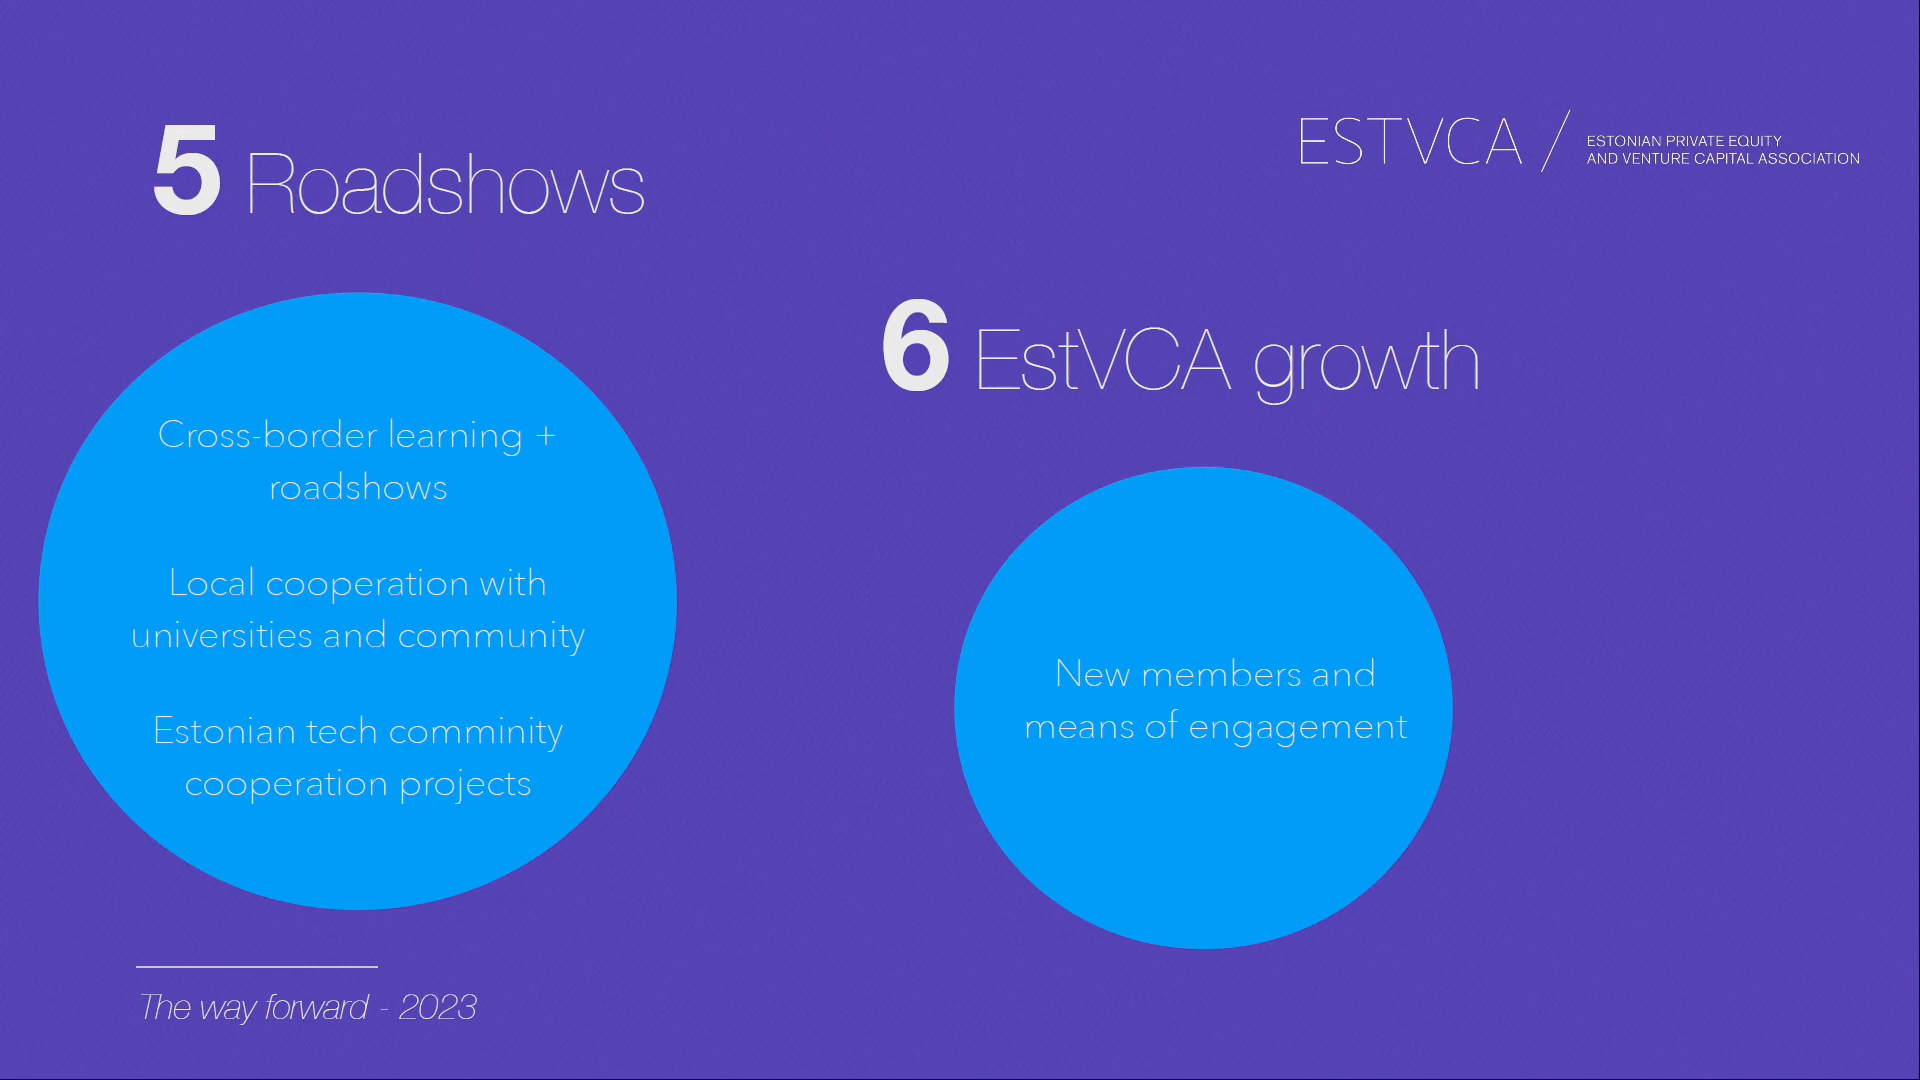 5 Roadshows
ESTVCA / ESTONIAN PRIVATE EQUITY
AND VENTURE CAPITAL ASSOCIATION
Cross-border learning +
roadshows
Local cooperation with
universities and community
Estonian tech comminity
cooperation projects
6 EstVCA growth
New members and
means of engagement
The way forward - 2023